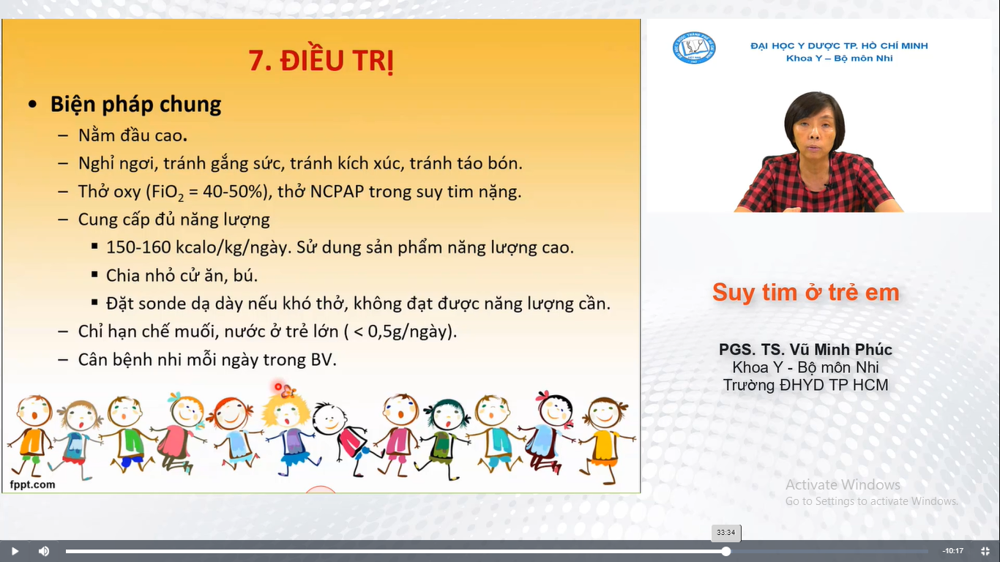 7. ĐIỀU TRỊ
• Biện pháp chung
– Nằm đầu cao.
– Nghỉ ngơi, tránh gắng sức, tránh kích xúc, tránh táo bón.
– Thở oxy (FiO₂ = 40-50%), thở NCPAP trong suy tim nặng.
– Cung cấp đủ năng lượng
▪ 150-160 kcalo/kg/ngày. Sử dung sản phẩm năng lượng cao.
▪ Chia nhỏ cử ăn, bú.
▪ Đặt sonde dạ dày nếu khó thở, không đạt được năng lượng cần.
– Chỉ hạn chế muối, nước ở trẻ lớn ( < 0,5g/ngày).
– Cân bệnh nhi mỗi ngày trong BV.
fppt.com
ĐẠI HỌC Y DƯỢC TP. HỒ CHÍ MINH
Khoa Y – Bộ môn Nhi
Suy tim ở trẻ em
PGS. TS. Vũ Minh Phúc
Khoa Y - Bộ môn Nhi
Trường ĐHYD TP HCM
Activate Windows
Go to Settings to activate Windows.
33:34
-10:17